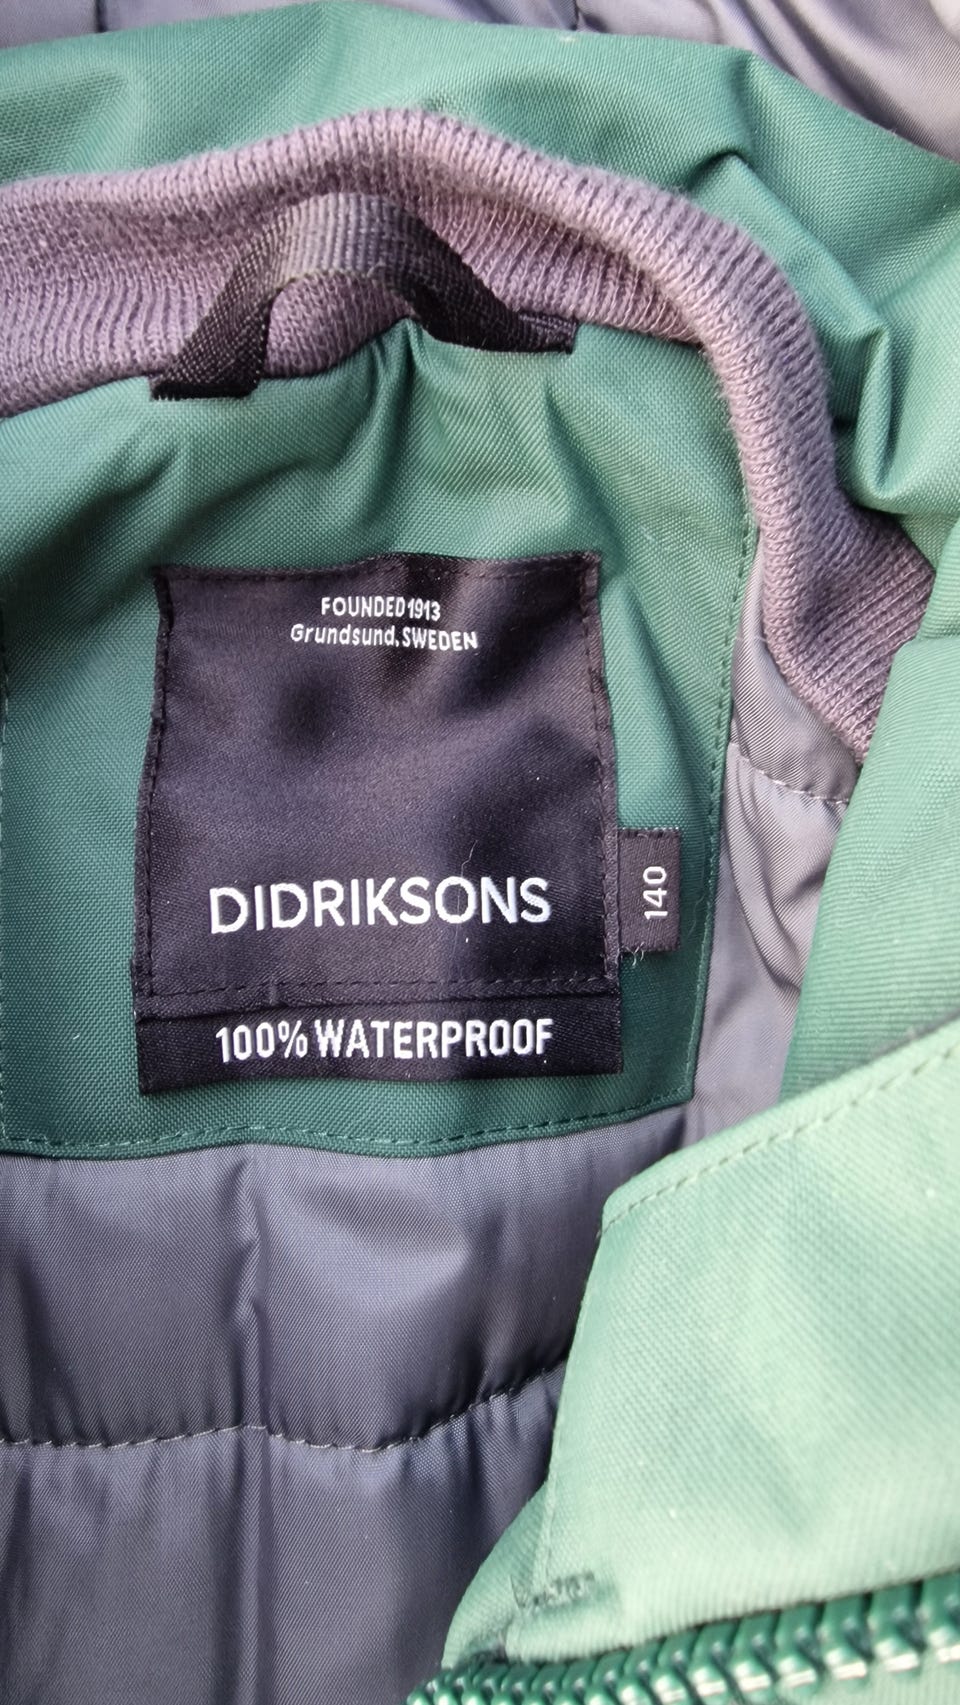 FOUNDED 1913
Grundsund, SWEDEN
DIDRIKSONS
140
100% WATERPROOF